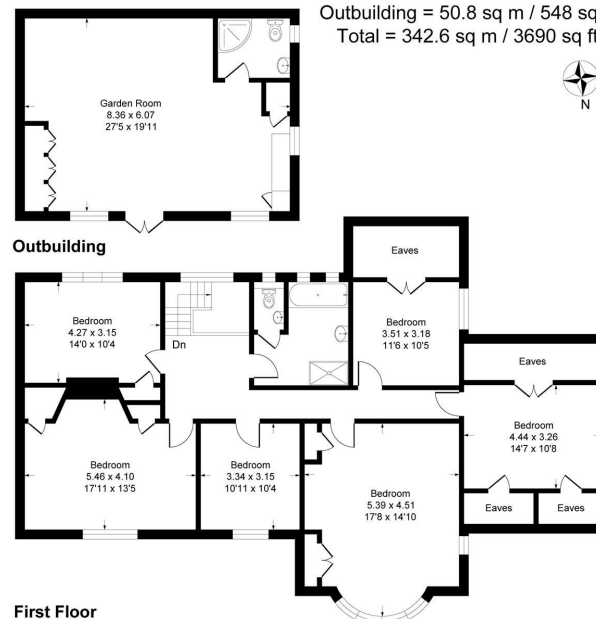 Outbuilding = 50.8 sq m / 548 sq
Total = 342.6 sq m / 3690 sq ft
N
Garden Room
8.36 x 6.07
27'5 x 19'11
Outbuilding
Eaves
Bedroom
4.27 x 3.15
14'0 x 10'4
Dn
Bedroom
3.51 x 3.18
11'6 x 10'5
Eaves
Bedroom
4.44 x 3.26
14'7 x 10'8
Bedroom
5.46 x 4.10
17'11 x 13'5
Bedroom
3.34 x 3.15
10'11 x 10'4
Bedroom
5.39 x 4.51
17'8 x 14'10
Eaves
Eaves
First Floor